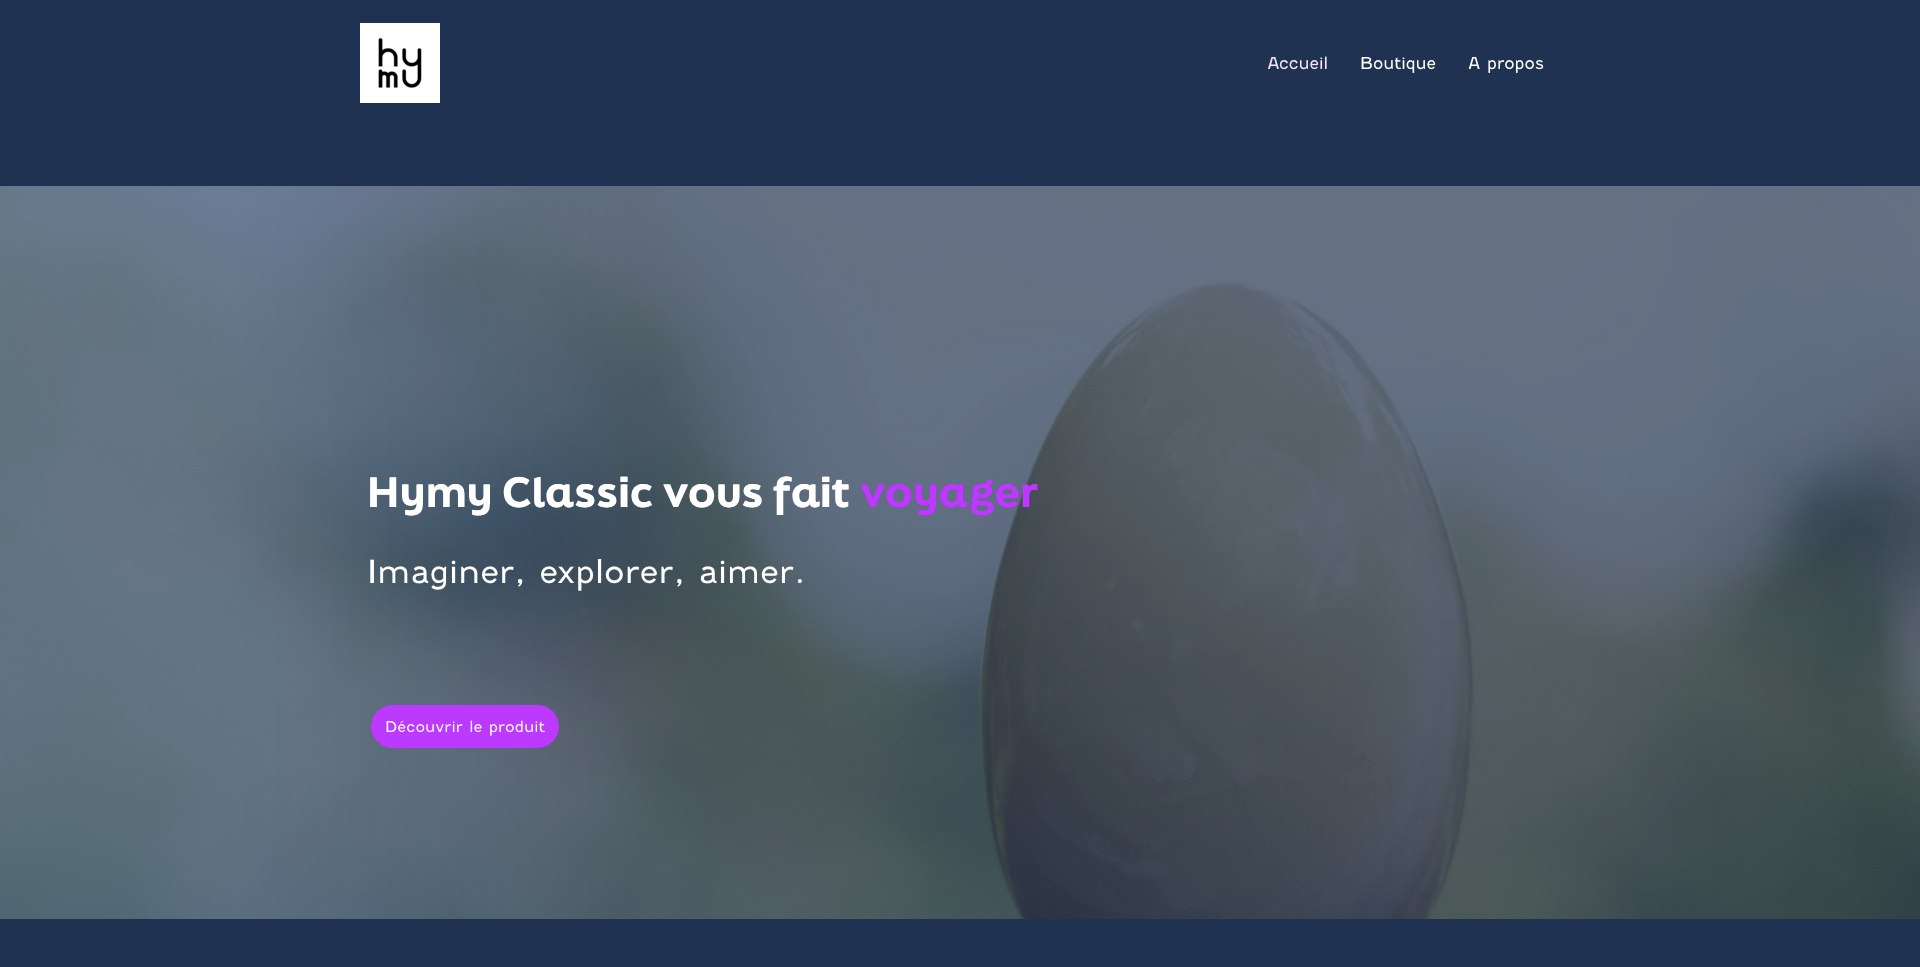 hy
mu
Accueil Boutique A propos
Hymy Classic vous fait voyager
Imaginer, explorer, aimer.
Découvrir le produit